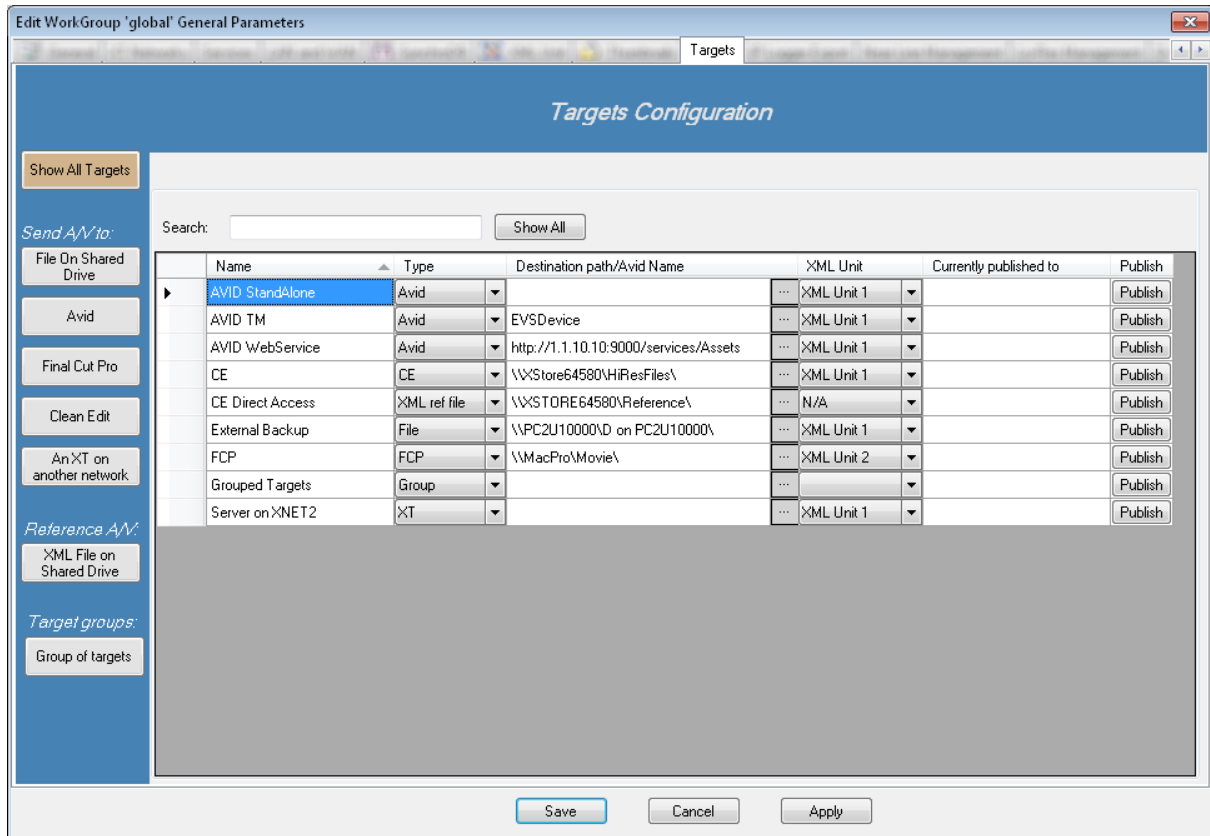 Edit WorkGroup 'global' General Parameters
Targets
Targets Configuration
Show All Targets
Send A/V to:
File On Shared
Drive
Avid
Final Cut Pro
Clean Edit
An XT on
another network
Reference A/V:
XML File on
Shared Drive
Target groups:
Group of targets
Search: Show All
Name Type Destination path/Avid Name XML Unit Currently published to Publish
AVID StandAlone Avid ... XML Unit 1 Publish
AVID TM Avid EVSDevice ... XML Unit 1 Publish
AVID WebService Avid http://1.1.10.10:9000/services/Assets ... XML Unit 1 Publish
CE CE \\XStore64580\HiResFiles\ ... XML Unit 1 Publish
CE Direct Access XML ref file \\XSTORE64580\Reference\ ... N/A Publish
External Backup File \\PC2U10000\D on PC2U10000\ ... XML Unit 1 Publish
FCP FCP \\MacPro\Movie\ ... XML Unit 2 Publish
Grouped Targets Group ... Publish
Server on XNET2 XT ... XML Unit 1 Publish
Save Cancel Apply